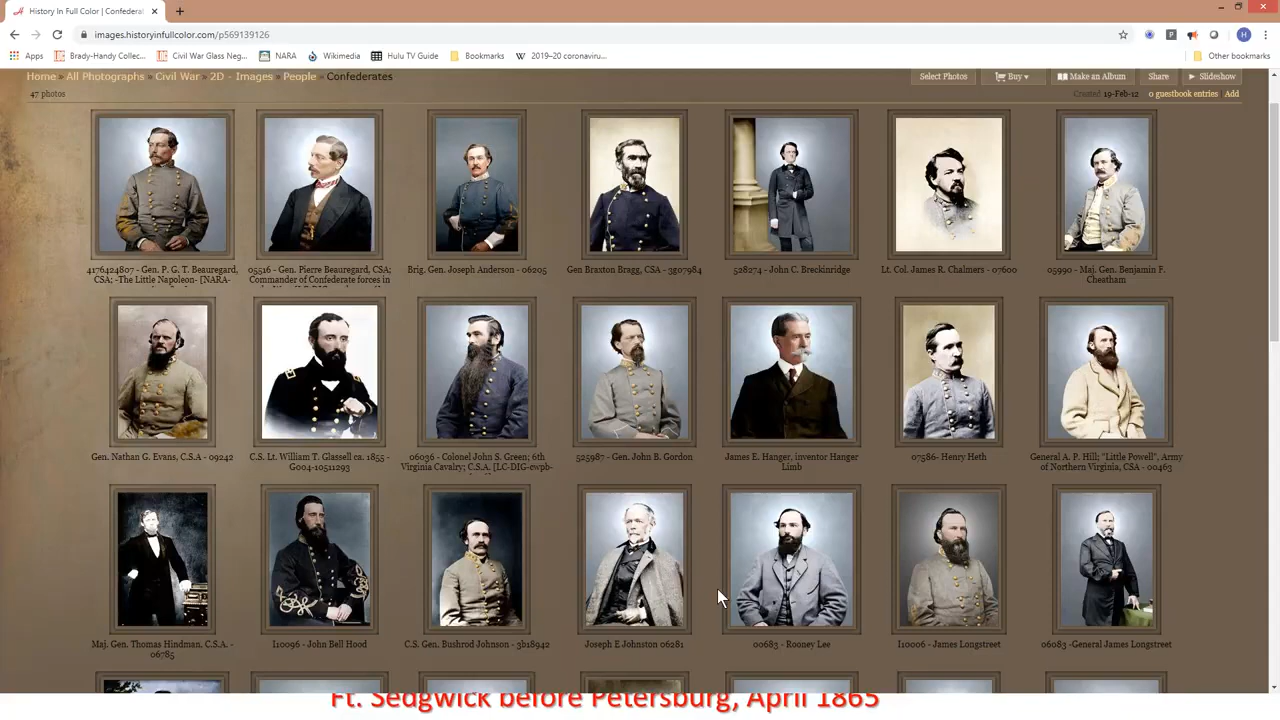 History In Full Color | Confederat
images.historyinfullcolor.com/p569139126
Apps Brady-Handy Collec... Civil War Glass Neg... NARA Wikimedia Hulu TV Guide Bookmarks 2019–20 coronaviru... Other bookmarks
Home » All Photographs » Civil War » 2D - Images » People » Confederates
Select Photos Buy Make an Album Share Slideshow
47 photos
Created 19-Feb-12 0 guestbook entries | Add
4176424807 - Gen. P. G. T. Beauregard,
CSA; -The Little Napoleon- [NARA-
05516 - Gen. Pierre Beauregard, CSA;
Commander of Confederate forces in
Brig. Gen. Joseph Anderson - 06205
Gen Braxton Bragg, CSA - 3g07984
528274 - John C. Breckinridge
Lt. Col. James R. Chalmers - 07600
05990 - Maj. Gen. Benjamin F.
Cheatham
Gen. Nathan G. Evans, C.S.A - 09242
C.S. Lt. William T. Glassell ca. 1855 -
G004-10511293
06036 - Colonel John S. Green; 6th
Virginia Cavalry; C.S.A. [LC-DIG-cwpb-
525987 - Gen. John B. Gordon
James E. Hanger, inventor Hanger
Limb
07586- Henry Heth
General A. P. Hill; "Little Powell", Army
of Northern Virginia, CSA - 00463
Maj. Gen. Thomas Hindman. C.S.A. -
06785
I10096 - John Bell Hood
C.S. Gen. Bushrod Johnson - 3b18942
Joseph E Johnston 06281
00683 - Rooney Lee
I10006 - James Longstreet
06083 -General James Longstreet
Ft. Sedgwick before Petersburg, April 1865